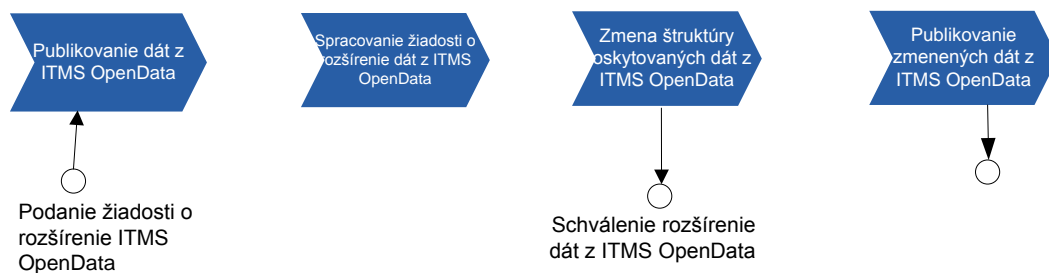 Publikovanie dát z
ITMS OpenData
Spracovanie žiadosti o
rozšírenie dát z ITMS
OpenData
Zmena štruktúry
oskytovaných dát z
ITMS OpenData
Publikovanie
zmenených dát z
ITMS OpenData
Podanie žiadosti o
rozšírenie ITMS
OpenData
Schválenie rozšírenie
dát z ITMS OpenData